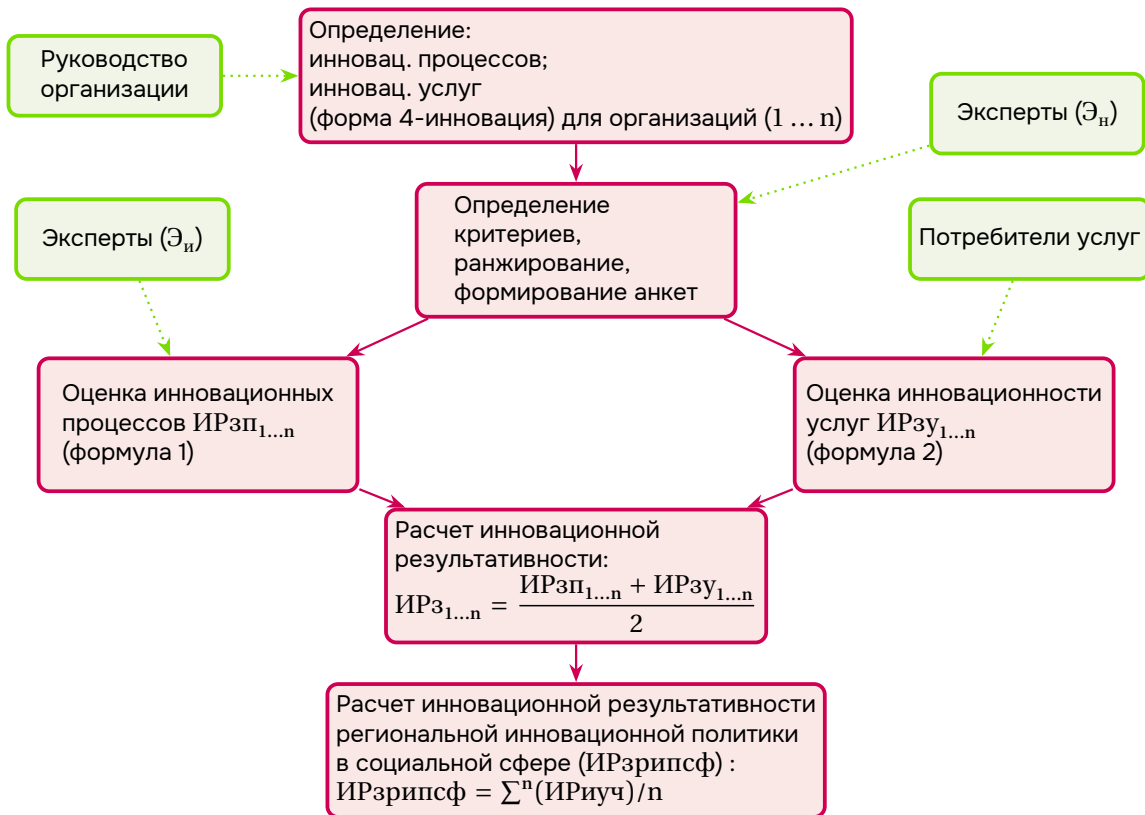 Руководство
организации
Определение:
инновац. процессов;
инновац. услуг
(форма 4-инновация) для организаций (1 … n)
Эксперты (Эн)
Эксперты (Эи)
Определение
критериев,
ранжирование,
формирование анкет
Потребители услуг
Оценка инновационных
процессов ИРзп1…n
(формула 1)
Оценка инновационности
услуг ИРзу1…n
(формула 2)
Расчет инновационной
результативности:
ИРз1…n = (ИРзп1…n + ИРзу1…n) / 2
Расчет инновационной результативности
региональной инновационной политики
в социальной сфере (ИРзрипсф) :
ИРзрипсф = ∑n(ИРиуч)/n